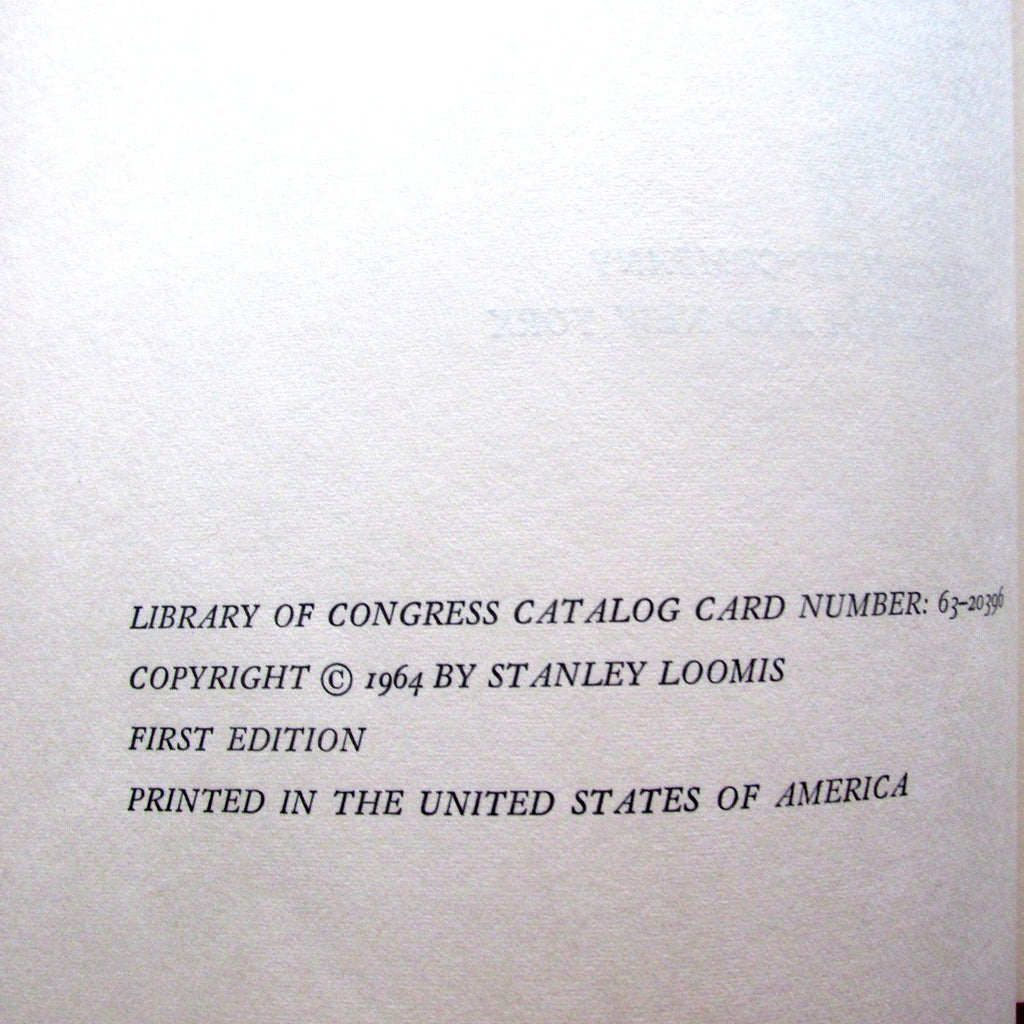 LIBRARY OF CONGRESS CATALOG CARD NUMBER: 63-20396
COPYRIGHT © 1964 BY STANLEY LOOMIS
FIRST EDITION
PRINTED IN THE UNITED STATES OF AMERICA